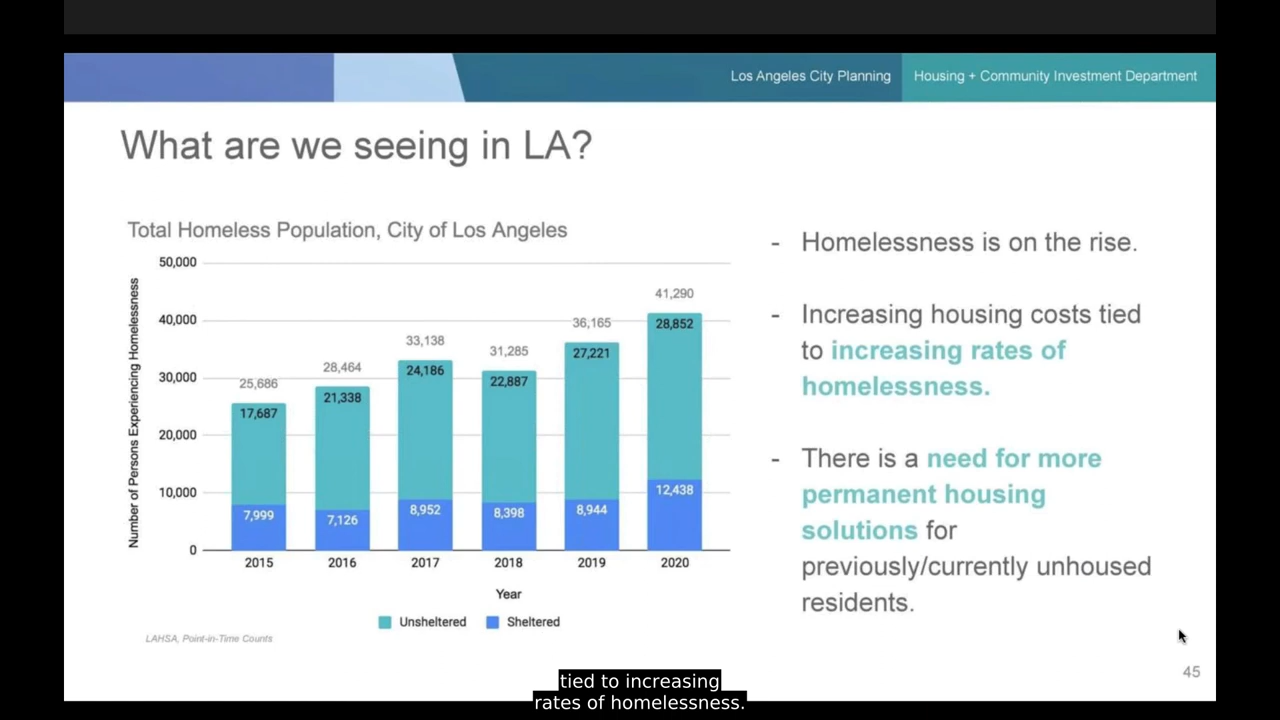 Los Angeles City Planning
Housing + Community Investment Department
What are we seeing in LA?
Total Homeless Population, City of Los Angeles
Number of Persons Experiencing Homelessness
50,000
40,000
30,000
20,000
10,000
0
25,686
17,687
7,999
28,464
21,338
7,126
33,138
24,186
8,952
31,285
22,887
8,398
36,165
27,221
8,944
41,290
28,852
12,438
2015
2016
2017
2018
2019
2020
Year
Unsheltered
Sheltered
LAHSA, Point-in-Time Counts
- Homelessness is on the rise.
- Increasing housing costs tied
to increasing rates of
homelessness.
- There is a need for more
permanent housing
solutions for
previously/currently unhoused
residents.
45
tied to increasing
rates of homelessness.